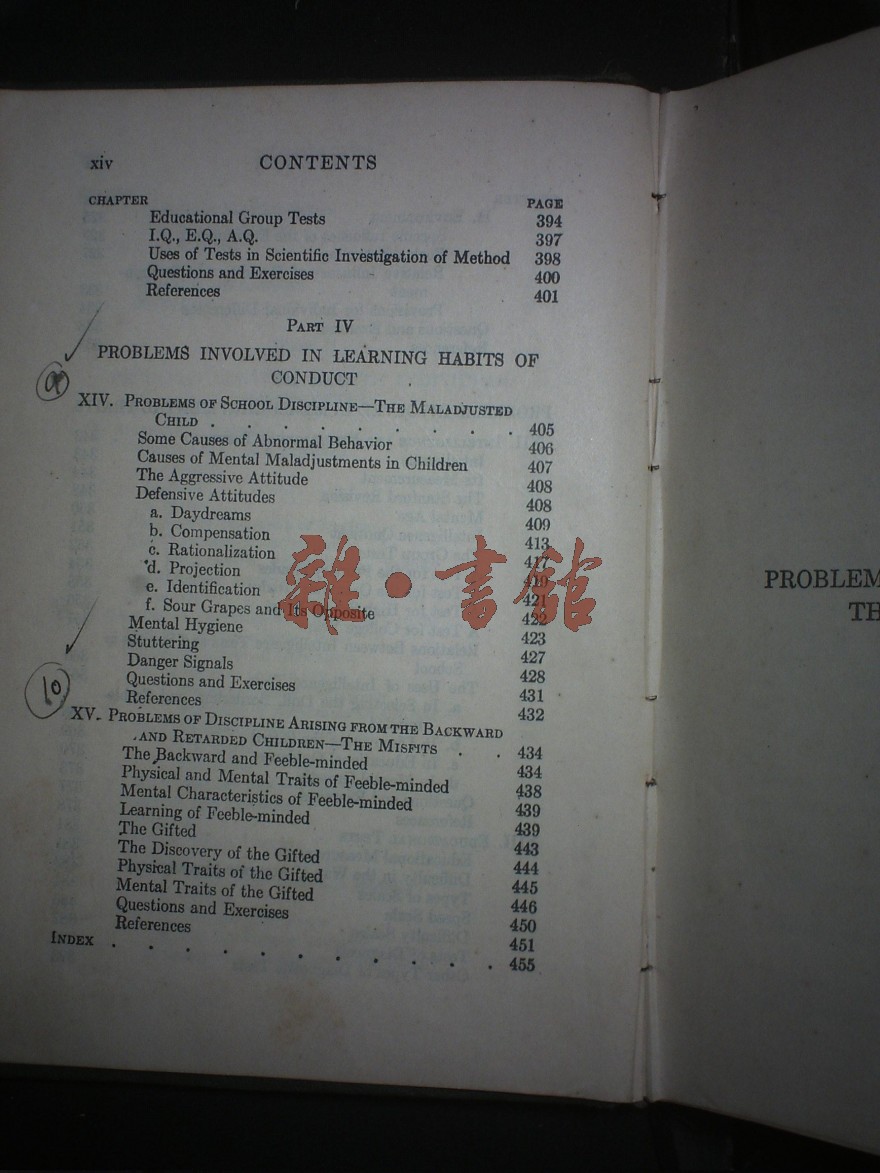 xiv CONTENTS
CHAPTER PAGE
Educational Group Tests 394
I.Q., E.Q., A.Q. 397
Uses of Tests in Scientific Investigation of Method 398
Questions and Exercises 400
References 401
PART IV
PROBLEMS INVOLVED IN LEARNING HABITS OF
CONDUCT
XIV. PROBLEMS OF SCHOOL DISCIPLINE—THE MALADJUSTED
CHILD . . . . . . . . 405
Some Causes of Abnormal Behavior 406
Causes of Mental Maladjustments in Children 407
The Aggressive Attitude 408
Defensive Attitudes 408
a. Daydreams 409
b. Compensation 413
c. Rationalization 417
d. Projection 419
e. Identification 421
f. Sour Grapes and Its Opposite 422
Mental Hygiene 423
Stuttering 427
Danger Signals 428
Questions and Exercises 431
References 432
10
XV. PROBLEMS OF DISCIPLINE ARISING FROM THE BACKWARD
AND RETARDED CHILDREN—THE MISFITS . . 434
The Backward and Feeble-minded 434
Physical and Mental Traits of Feeble-minded 438
Mental Characteristics of Feeble-minded 439
Learning of Feeble-minded 439
The Gifted 443
The Discovery of the Gifted 444
Physical Traits of the Gifted 445
Mental Traits of the Gifted 446
Questions and Exercises 450
References 451
INDEX . . . . . . . . . . . 455
雜·書館
PROBLEM
TH